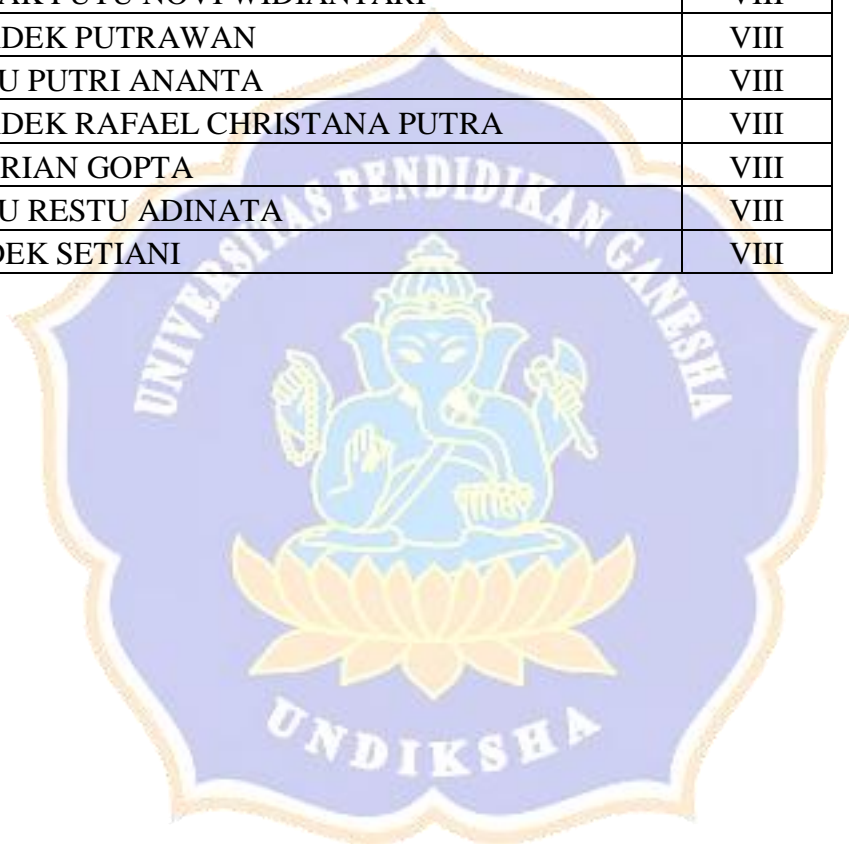 DEK PUTRAWAN VIII
U PUTRI ANANTA VIII
DEK RAFAEL CHRISTANA PUTRA VIII
RIAN GOPTA VIII
U RESTU ADINATA VIII
DEK SETIANI VIII
UNIVERSITAS PENDIDIKAN GANESHA
UNDIKSHA